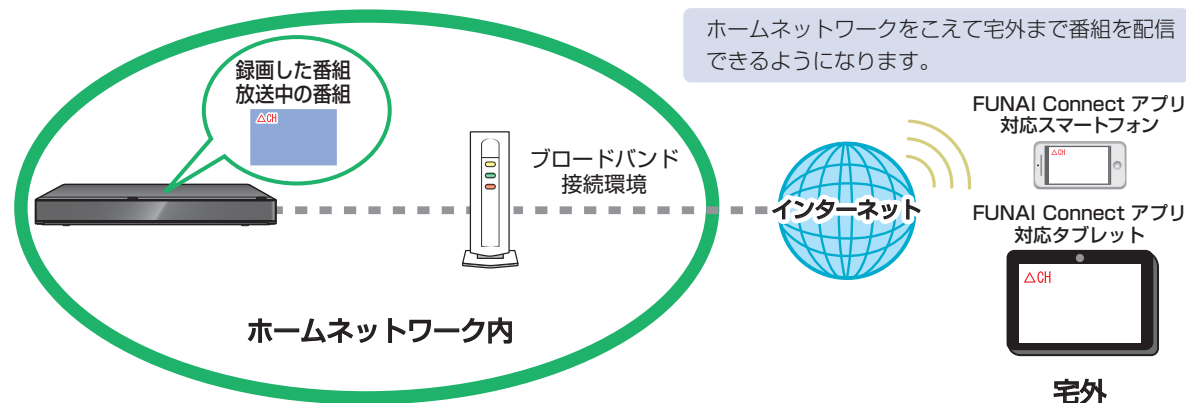 ホームネットワークをこえて宅外まで番組を配信
できるようになります。
録画した番組
放送中の番組
△CH
ブロードバンド
接続環境
インターネット
FUNAI Connect アプリ
対応スマートフォン
△CH
FUNAI Connect アプリ
対応タブレット
△CH
ホームネットワーク内
宅外